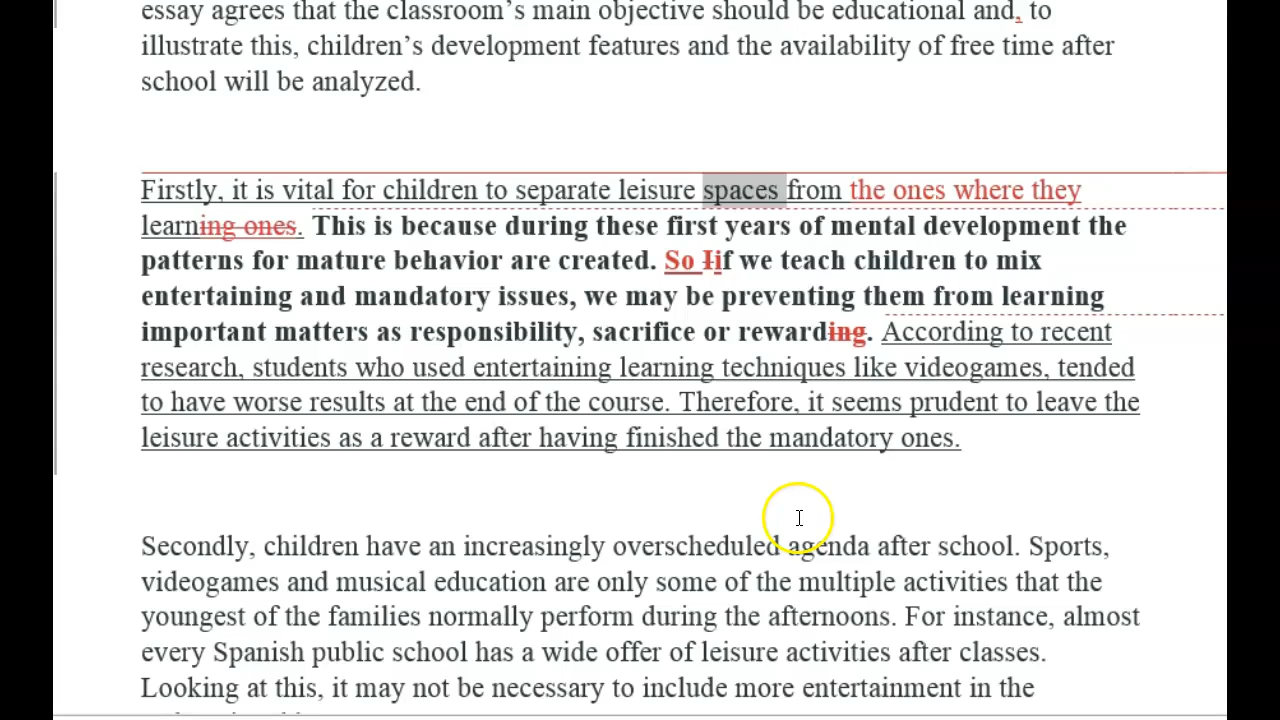 essay agrees that the classroom’s main objective should be educational and, to
illustrate this, children’s development features and the availability of free time after
school will be analyzed.
Firstly, it is vital for children to separate leisure spaces from the ones where they
learning ones. This is because during these first years of mental development the
patterns for mature behavior are created. So Iif we teach children to mix
entertaining and mandatory issues, we may be preventing them from learning
important matters as responsibility, sacrifice or rewarding. According to recent
research, students who used entertaining learning techniques like videogames, tended
to have worse results at the end of the course. Therefore, it seems prudent to leave the
leisure activities as a reward after having finished the mandatory ones.
Secondly, children have an increasingly overscheduled agenda after school. Sports,
videogames and musical education are only some of the multiple activities that the
youngest of the families normally perform during the afternoons. For instance, almost
every Spanish public school has a wide offer of leisure activities after classes.
Looking at this, it may not be necessary to include more entertainment in the